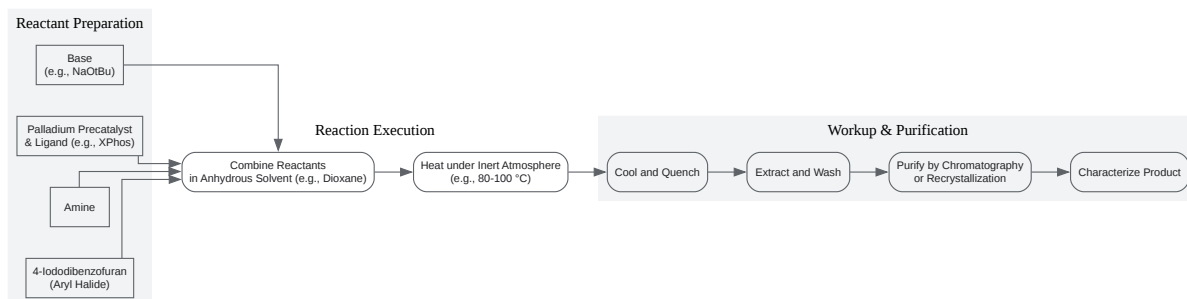 Reactant Preparation
Base
(e.g., NaOtBu)
Palladium Precatalyst
& Ligand (e.g., XPhos)
Amine
4-Iododibenzofuran
(Aryl Halide)
Reaction Execution
Combine Reactants
in Anhydrous Solvent (e.g., Dioxane)
Heat under Inert Atmosphere
(e.g., 80-100 °C)
Workup & Purification
Cool and Quench
Extract and Wash
Purify by Chromatography
or Recrystallization
Characterize Product